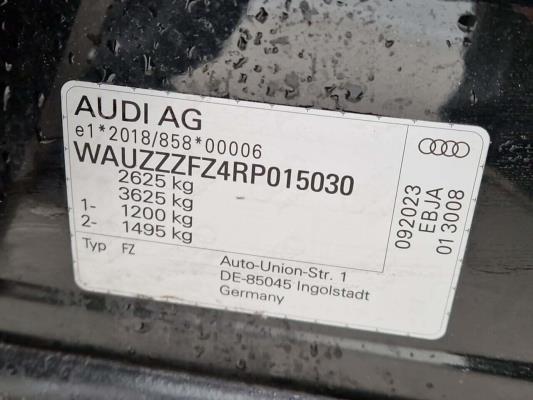 AUDI AG
e1*2018/858*00006
WAUZZZFZ4RP015030
2625 kg
3625 kg
1- 1200 kg
2- 1495 kg
Typ FZ
Auto-Union-Str. 1
DE-85045 Ingolstadt
Germany
092023
EBJA
013008